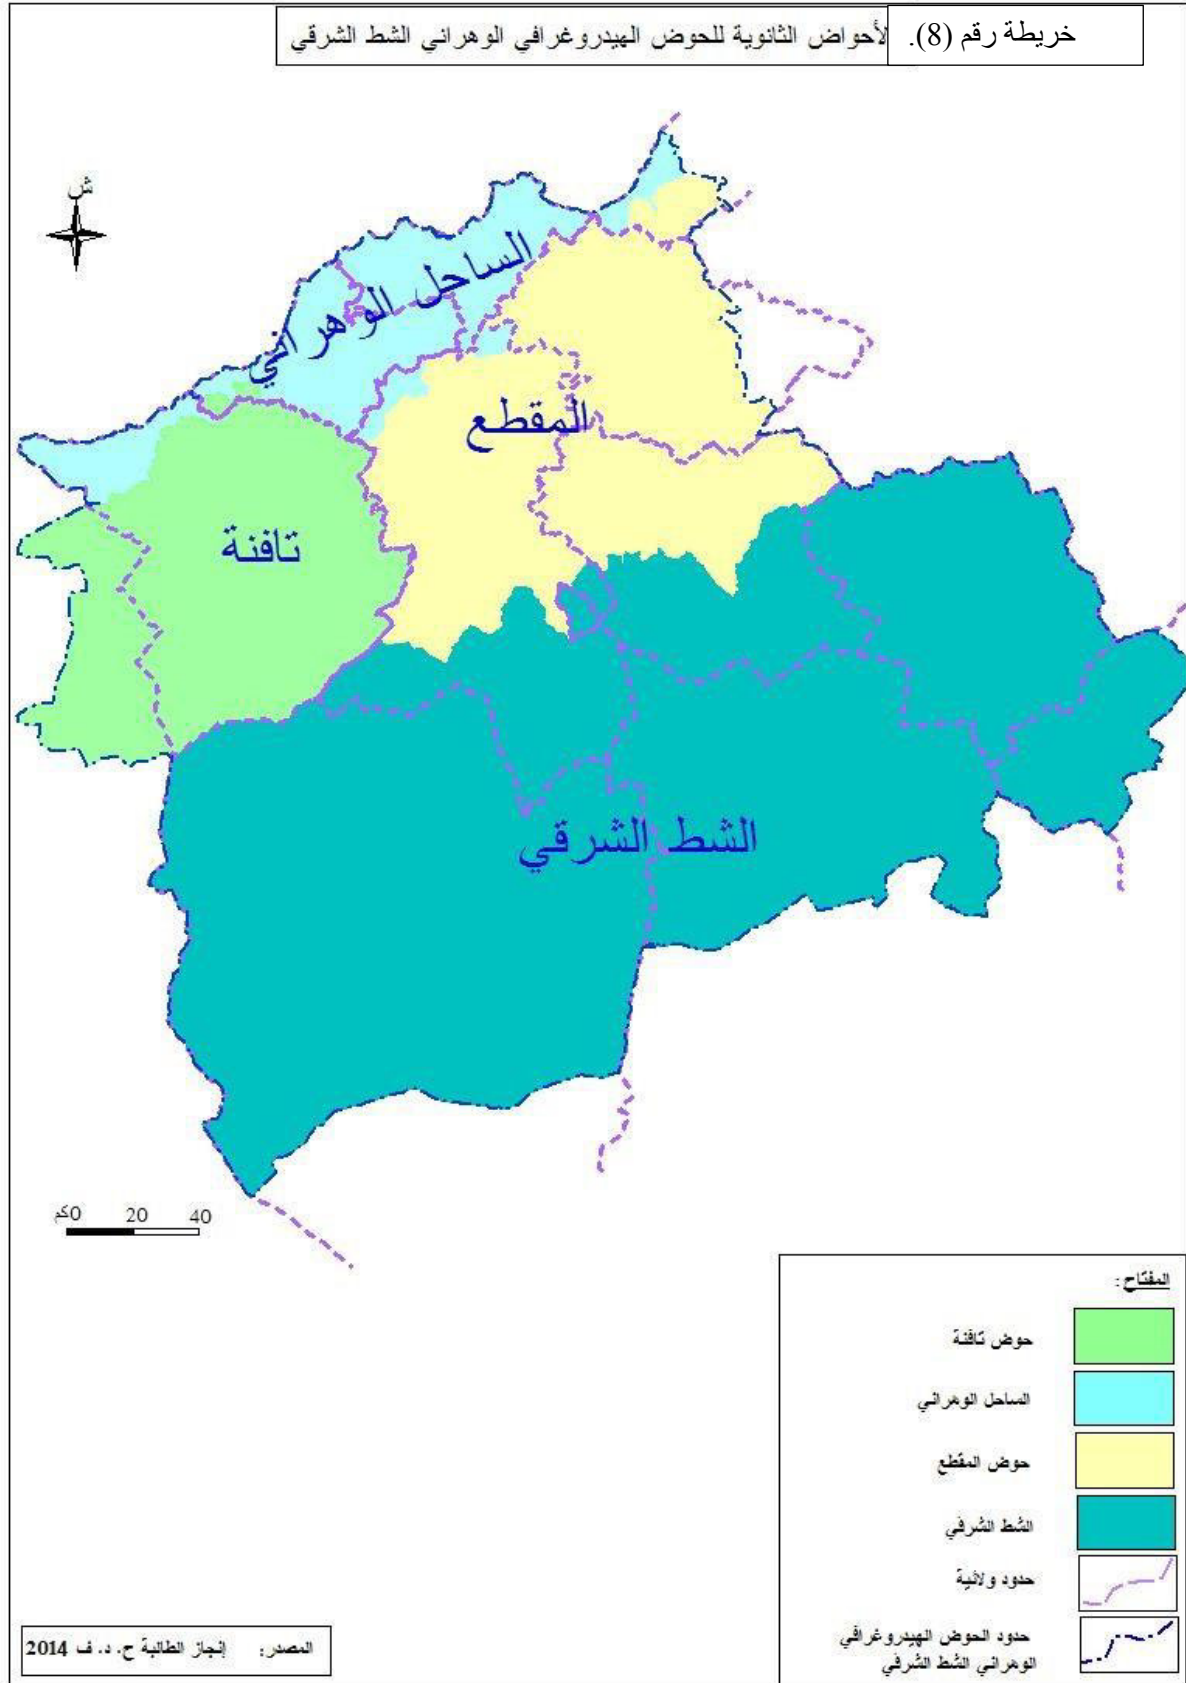 خريطة رقم (8). لأحواض الثانوية للحوض الهيدروغرافي الوهراني الشط الشرقي
ش
الساحل الوهراني
المقطع
تافنة
الشط الشرقي
0كم 20 40
المفتاح:
حوض تافنة
الساحل الوهراني
حوض المقطع
الشط الشرقي
حدود ولائية
حدود الحوض الهيدروغرافي
الوهراني الشط الشرقي
المصدر: إنجاز الطالبة ح. د. ف 2014